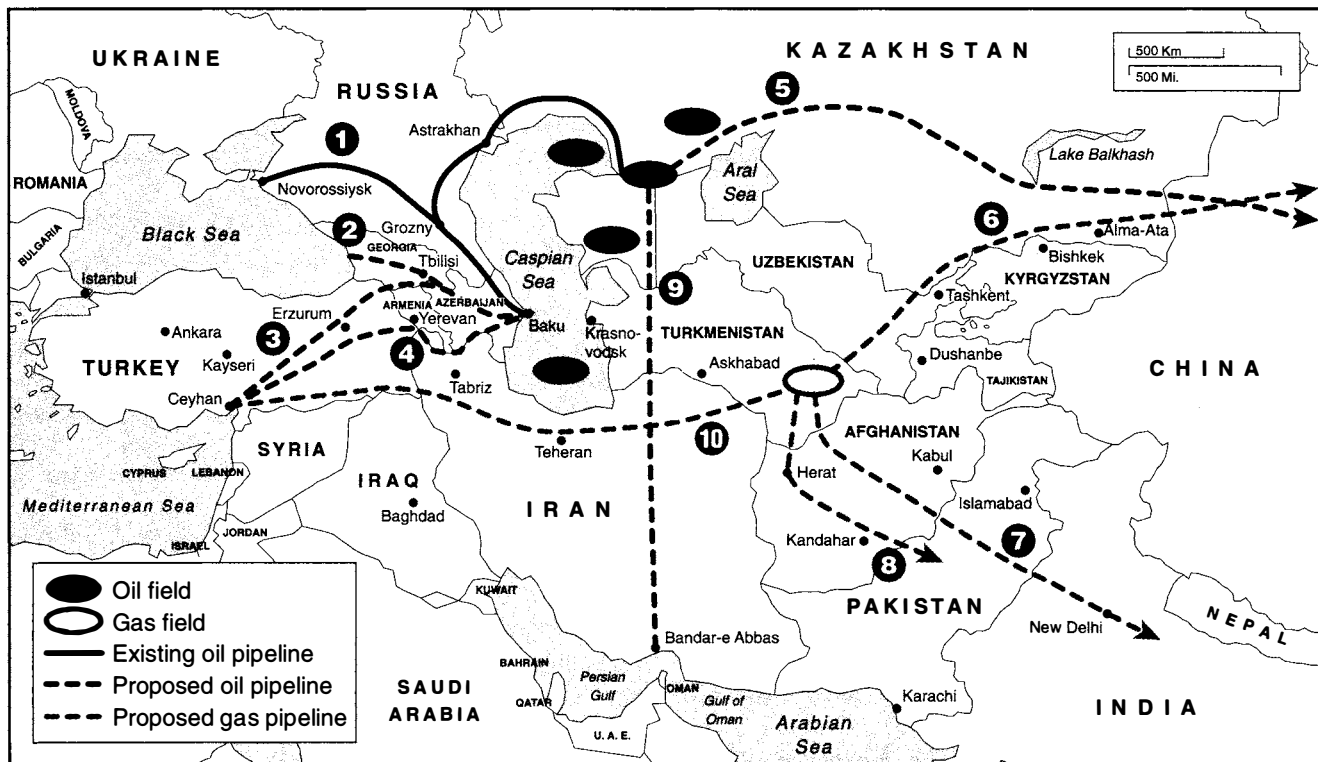 UKRAINE
KAZAKHSTAN
500 Km
500 Mi.
MOLDOVA
RUSSIA
5
Astrakhan
1
Lake Balkhash
ROMANIA
Novorossiysk
Aral
Sea
Grozny
6
Black Sea
2
GEORGIA
Tbilisi
Alma-Ata
BULGARIA
Bishkek
Caspian
Sea
UZBEKISTAN
KYRGYZSTAN
Istanbul
9
Tashkent
ARMENIA
AZERBAIJAN
Erzurum
Yerevan
Baku
Krasno-
vodsk
TURKMENISTAN
Ankara
3
4
Kayseri
TURKEY
Askhabad
Dushanbe
CHINA
Tabriz
TAJIKISTAN
Ceyhan
10
AFGHANISTAN
SYRIA
Teheran
Kabul
CYPRUS
LEBANON
IRAQ
Herat
Islamabad
Mediterranean Sea
Baghdad
IRAN
JORDAN
Kandahar
7
ISRAEL
8
Oil field
KUWAIT
PAKISTAN
Gas field
New Delhi
NEPAL
Existing oil pipeline
Bandar-e Abbas
BAHRAIN
Proposed oil pipeline
SAUDI
ARABIA
Persian
Gulf
OMAN
QATAR
Gulf of
Oman
Karachi
INDIA
Proposed gas pipeline
Arabian
Sea
U. A. E.